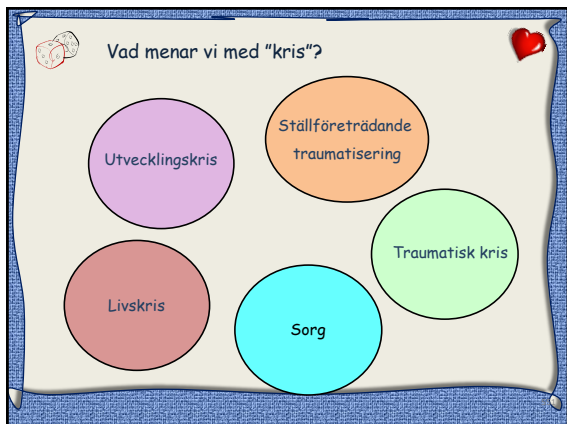 Vad menar vi med "kris"?
Ställföreträdande
traumatisering
Utvecklingskris
Traumatisk kris
Livskris
Sorg